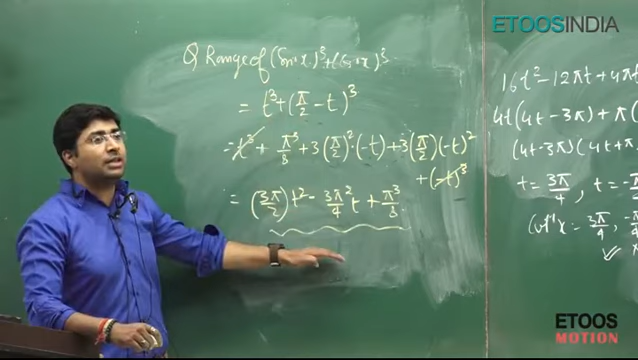 ETOOSINDIA
Q Range of (Sin⁻¹x)³ + (Cos⁻¹x)³
= t³ + (π/2 - t)³
= t³ + π³/8 + 3(π/2)²(-t) + 3(π/2)(-t)²
+ (-t)³
= (3π/2)t² - 3π²/4 t + π³/8.
16t² - 12πt + 4πt
4t(4t - 3π) + π(
(4t - 3π)(4t + π
t = 3π/4, t = -π
Cot⁻¹x = 3π/4,
ETOOS
MOTION